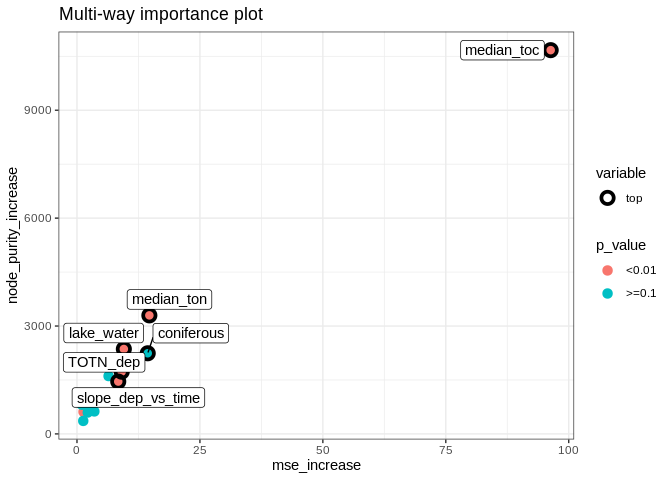 Multi-way importance plot
median_toc
9000
variable
top
node_purity_increase
6000
p_value
<0.01
>=0.1
median_ton
3000
lake_water
coniferous
TOTN_dep
slope_dep_vs_time
0
0
25
50
75
100
mse_increase